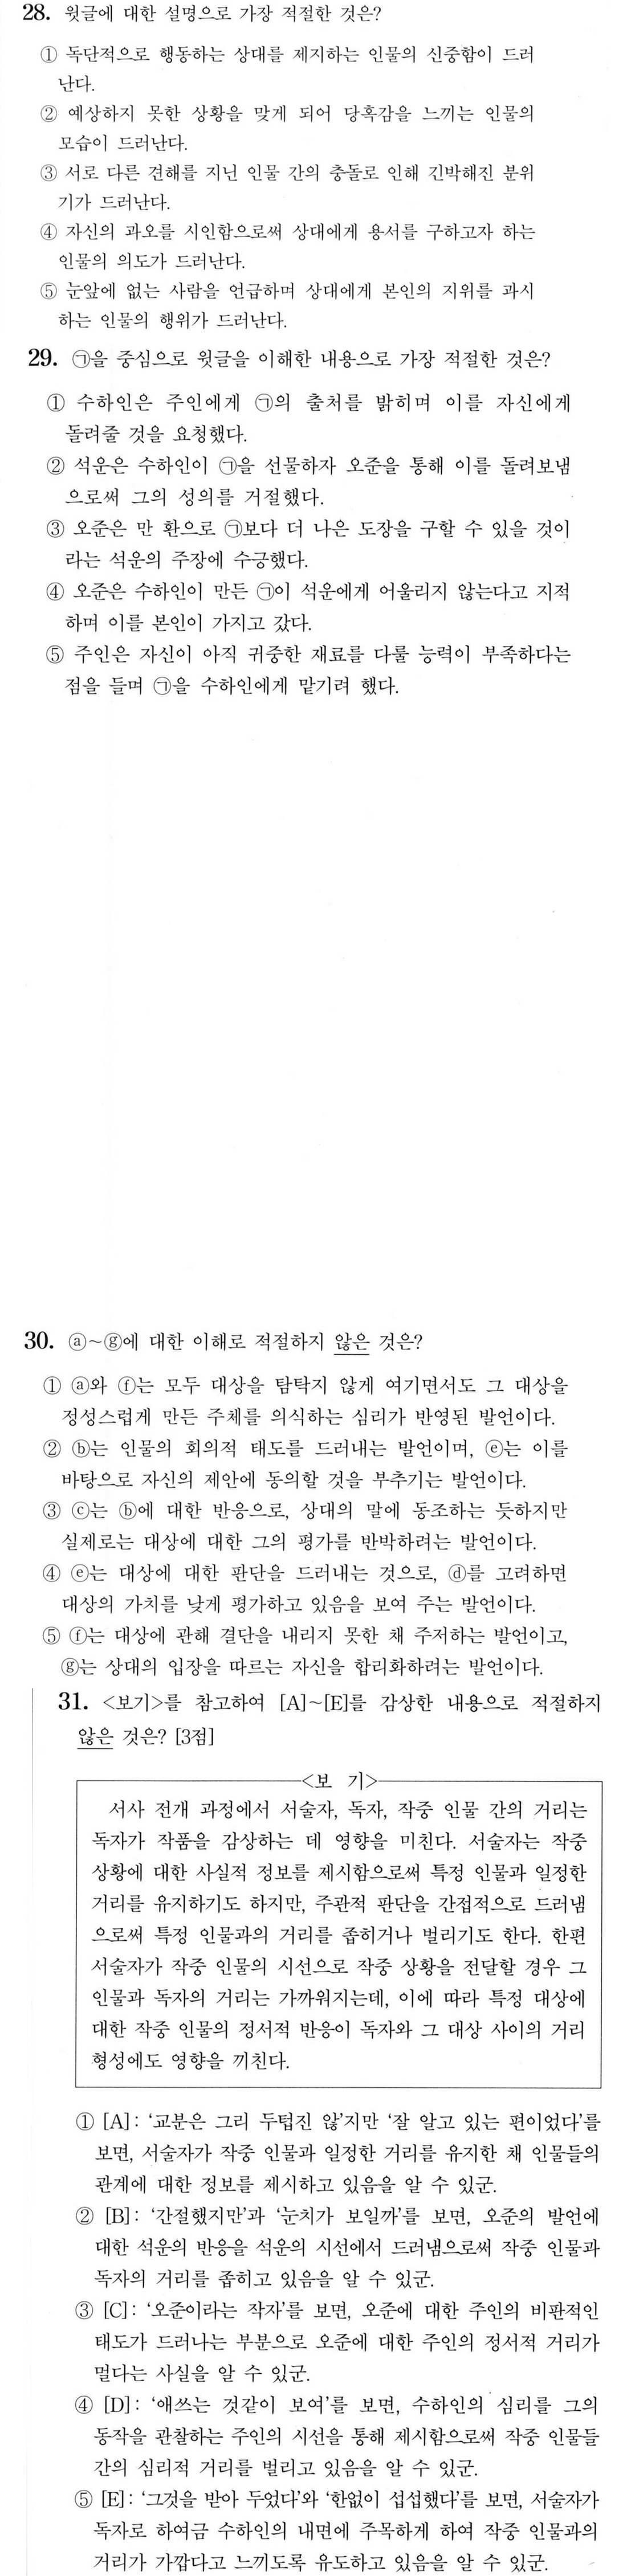 28. 윗글에 대한 설명으로 가장 적절한 것은?
① 독단적으로 행동하는 상대를 제지하는 인물의 신중함이 드러
난다.
② 예상하지 못한 상황을 맞게 되어 당혹감을 느끼는 인물의
모습이 드러난다.
③ 서로 다른 견해를 지닌 인물 간의 충돌로 인해 긴박해진 분위
기가 드러난다.
④ 자신의 과오를 시인함으로써 상대에게 용서를 구하고자 하는
인물의 의도가 드러난다.
⑤ 눈앞에 없는 사람을 언급하며 상대에게 본인의 지위를 과시
하는 인물의 행위가 드러난다.
29. ㉠을 중심으로 윗글을 이해한 내용으로 가장 적절한 것은?
① 수하인은 주인에게 ㉠의 출처를 밝히며 이를 자신에게
돌려줄 것을 요청했다.
② 석운은 수하인이 ㉠을 선물하자 오준을 통해 이를 돌려보냄
으로써 그의 성의를 거절했다.
③ 오준은 만 환으로 ㉠보다 더 나은 도장을 구할 수 있을 것이
라는 석운의 주장에 수긍했다.
④ 오준은 수하인이 만든 ㉠이 석운에게 어울리지 않는다고 지적
하며 이를 본인이 가지고 갔다.
⑤ 주인은 자신이 아직 귀중한 재료를 다룰 능력이 부족하다는
점을 들며 ㉠을 수하인에게 맡기려 했다.
30. ⓐ~ⓖ에 대한 이해로 적절하지 않은 것은?
① ⓐ와 ⓕ는 모두 대상을 탐탁지 않게 여기면서도 그 대상을
정성스럽게 만든 주체를 의식하는 심리가 반영된 발언이다.
② ⓑ는 인물의 회의적 태도를 드러내는 발언이며, ⓔ는 이를
바탕으로 자신의 제안에 동의할 것을 부추기는 발언이다.
③ ⓒ는 ⓑ에 대한 반응으로, 상대의 말에 동조하는 듯하지만
실제로는 대상에 대한 그의 평가를 반박하려는 발언이다.
④ ⓔ는 대상에 대한 판단을 드러내는 것으로, ⓓ를 고려하면
대상의 가치를 낮게 평가하고 있음을 보여 주는 발언이다.
⑤ ⓕ는 대상에 관해 결단을 내리지 못한 채 주저하는 발언이고,
ⓖ는 상대의 입장을 따르는 자신을 합리화하려는 발언이다.
31. <보기>를 참고하여 [A]~[E]를 감상한 내용으로 적절하지
않은 것은? [3점]
<보 기>
서사 전개 과정에서 서술자, 독자, 작중 인물 간의 거리는
독자가 작품을 감상하는 데 영향을 미친다. 서술자는 작중
상황에 대한 사실적 정보를 제시함으로써 특정 인물과 일정한
거리를 유지하기도 하지만, 주관적 판단을 간접적으로 드러냄
으로써 특정 인물과의 거리를 좁히거나 벌리기도 한다. 한편
서술자가 작중 인물의 시선으로 작중 상황을 전달할 경우 그
인물과 독자의 거리는 가까워지는데, 이에 따라 특정 대상에
대한 작중 인물의 정서적 반응이 독자와 그 대상 사이의 거리
형성에도 영향을 끼친다.
① [A]: ‘교분은 그리 두텁진 않’지만 ‘잘 알고 있는 편이었다’를
보면, 서술자가 작중 인물과 일정한 거리를 유지한 채 인물들의
관계에 대한 정보를 제시하고 있음을 알 수 있군.
② [B]: ‘간절했지만’과 ‘눈치가 보일까’를 보면, 오준의 발언에
대한 석운의 반응을 석운의 시선에서 드러냄으로써 작중 인물과
독자의 거리를 좁히고 있음을 알 수 있군.
③ [C]: ‘오준이라는 작자’를 보면, 오준에 대한 주인의 비판적인
태도가 드러나는 부분으로 오준에 대한 주인의 정서적 거리가
멀다는 사실을 알 수 있군.
④ [D]: ‘애쓰는 것같이 보여’를 보면, 수하인의 심리를 그의
동작을 관찰하는 주인의 시선을 통해 제시함으로써 작중 인물들
간의 심리적 거리를 벌리고 있음을 알 수 있군.
⑤ [E]: ‘그것을 받아 두었다’와 ‘한없이 섭섭했다’를 보면, 서술자가
독자로 하여금 수하인의 내면에 주목하게 하여 작중 인물과의
거리가 가깝다고 느끼도록 유도하고 있음을 알 수 있군.